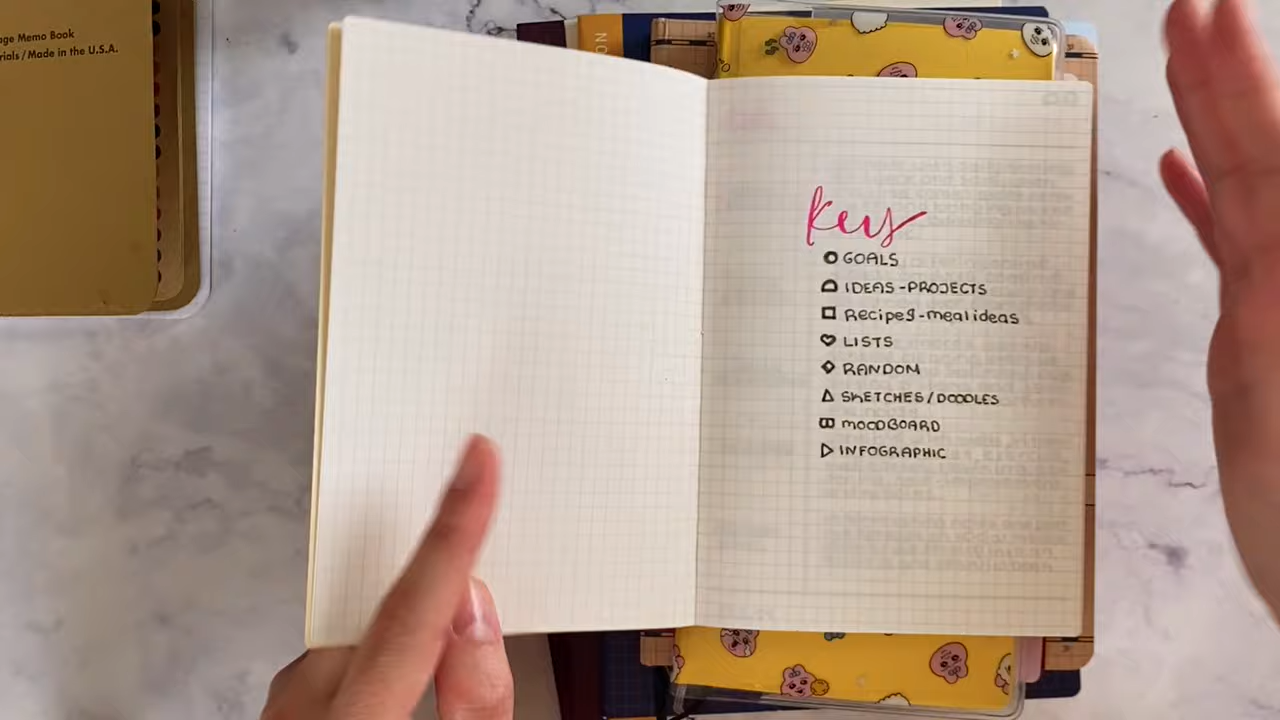 age Memo Book
rials / Made in the U.S.A.
NO
Key
GOALS
IDEAS - PROJECTS
Recipes - meal ideas
LISTS
RANDOM
SKETCHES / DOODLES
MOODBOARD
INFOGRAPHIC